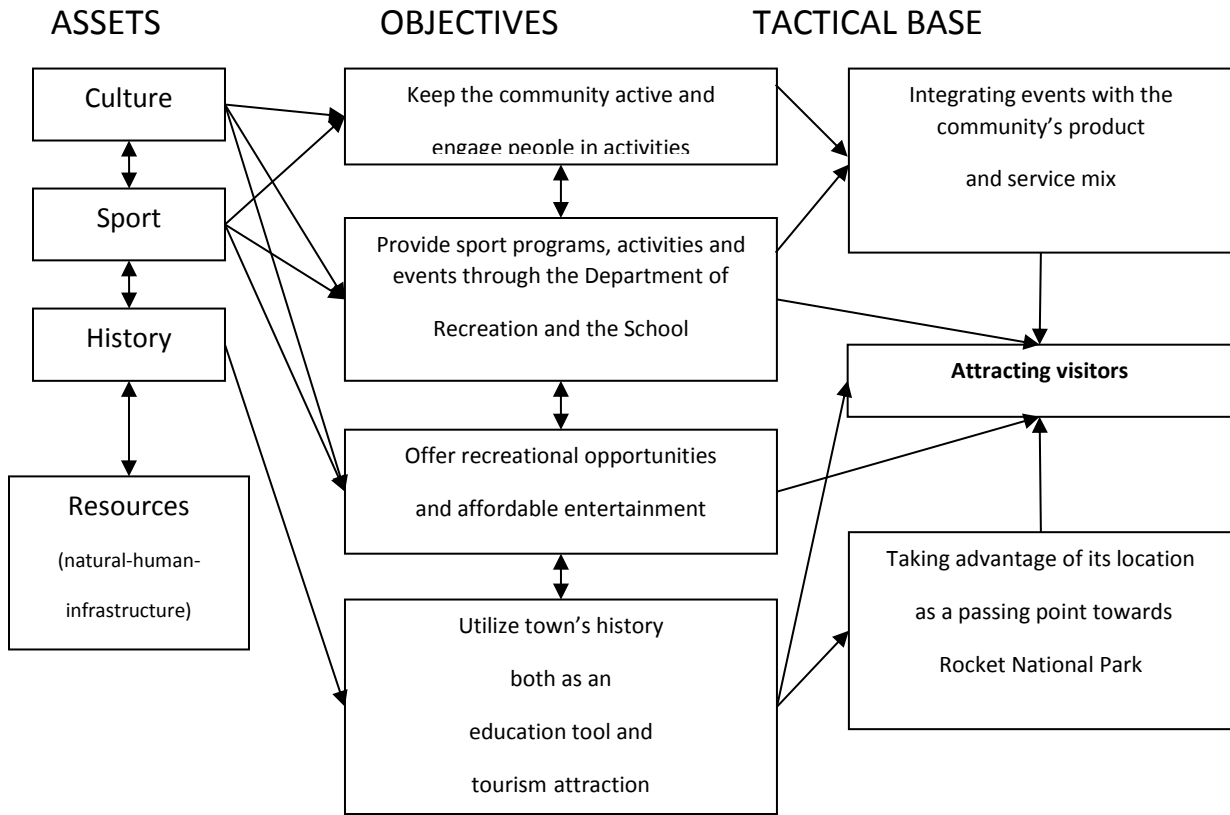 ASSETS
OBJECTIVES
TACTICAL BASE
Culture
Sport
History
Resources
(natural-human-
infrastructure)
Keep the community active and
engage people in activities
Provide sport programs, activities and
events through the Department of
Recreation and the School
Offer recreational opportunities
and affordable entertainment
Utilize town’s history
both as an
education tool and
tourism attraction
Integrating events with the
community’s product
and service mix
Attracting visitors
Taking advantage of its location
as a passing point towards
Rocket National Park